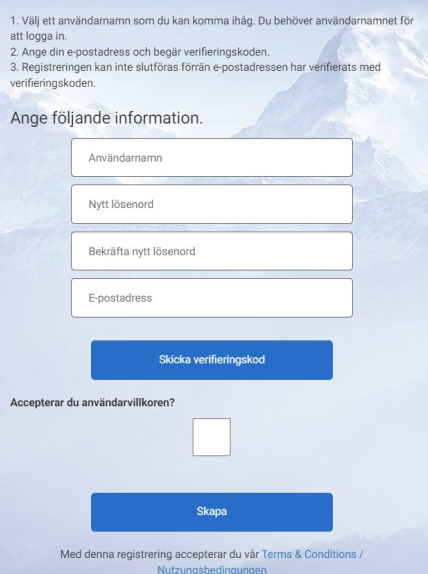 1. Välj ett användarnamn som du kan komma ihåg. Du behöver användarnamnet för
att logga in.
2. Ange din e-postadress och begär verifieringskoden.
3. Registreringen kan inte slutföras förrän e-postadressen har verifierats med
verifieringskoden.
Ange följande information.
Användarnamn
Nytt lösenord
Bekräfta nytt lösenord
E-postadress
Skicka verifieringskod
Accepterar du användarvillkoren?
Skapa
Med denna registrering accepterar du vår Terms & Conditions /
Nutzungsbedingungen